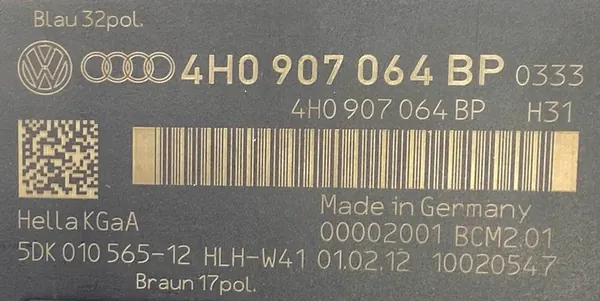 Blau 32pol.
4H0 907 064 BP 0333
4H0 907 064 BP H31
Hella KGaA Made in Germany
00002001 BCM2.01
5DK 010 565-12 HLH-W41 01.02.12 10020547
Braun 17pol.